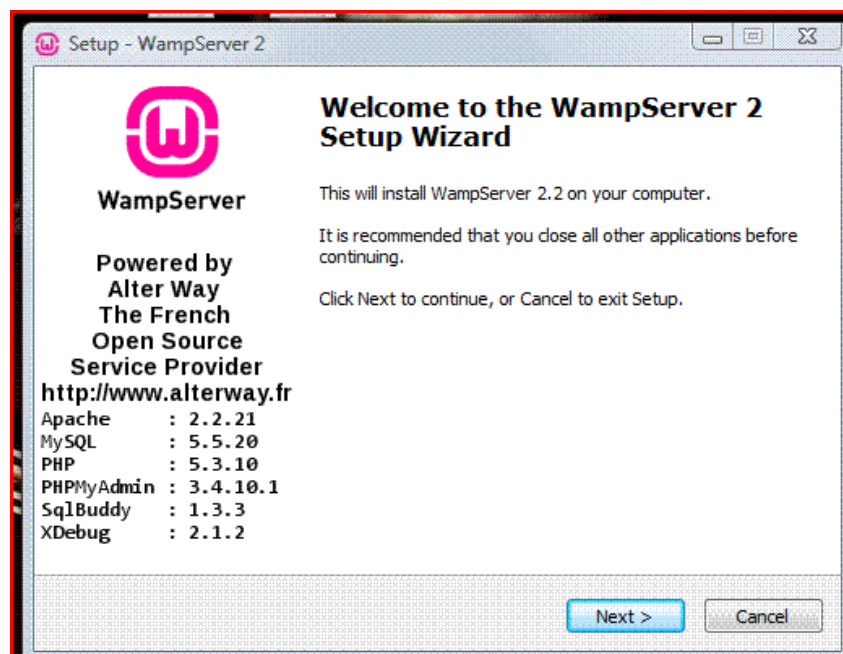 Setup - WampServer 2
WampServer
Powered by
Alter Way
The French
Open Source
Service Provider
http://www.alterway.fr
Apache : 2.2.21
MySQL : 5.5.20
PHP : 5.3.10
PHPMyAdmin : 3.4.10.1
SqlBuddy : 1.3.3
XDebug : 2.1.2
Welcome to the WampServer 2
Setup Wizard
This will install WampServer 2.2 on your computer.
It is recommended that you close all other applications before
continuing.
Click Next to continue, or Cancel to exit Setup.
Next >
Cancel